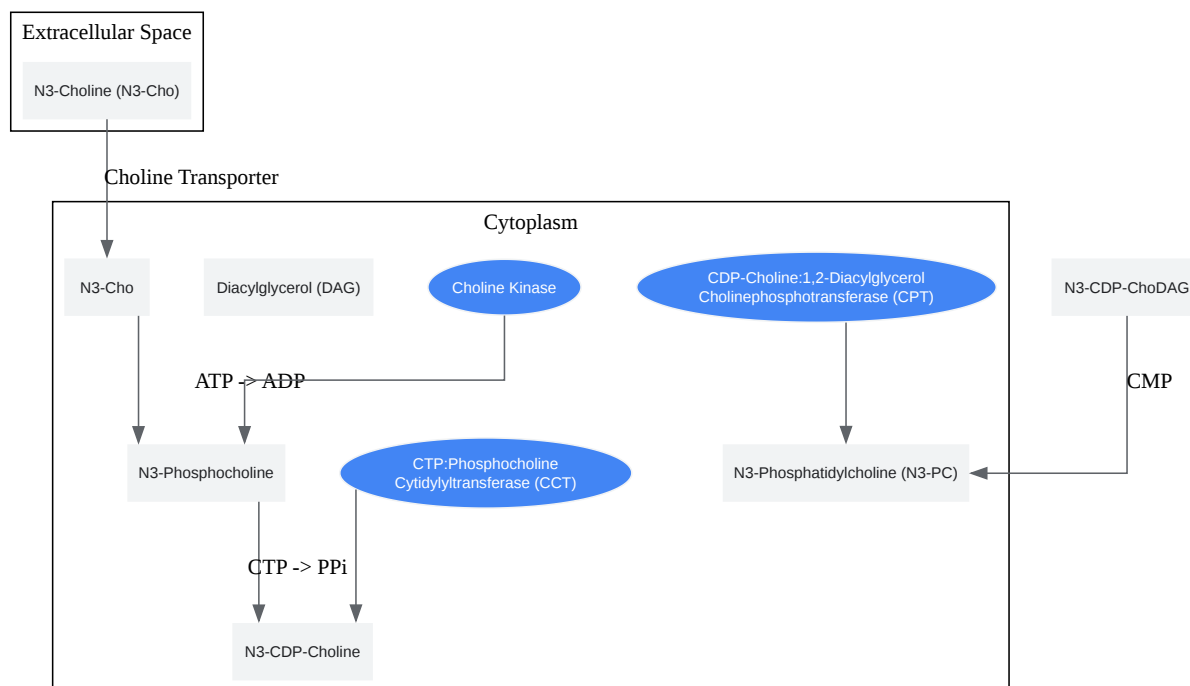 Extracellular Space
N3-Choline (N3-Cho)
Choline Transporter
Cytoplasm
N3-Cho
Diacylglycerol (DAG)
Choline Kinase
CDP-Choline:1,2-Diacylglycerol
Cholinephosphotransferase (CPT)
N3-CDP-ChoDAG
ATP -> ADP
CMP
N3-Phosphocholine
CTP:Phosphocholine
Cytidylyltransferase (CCT)
N3-Phosphatidylcholine (N3-PC)
CTP -> PPi
N3-CDP-Choline